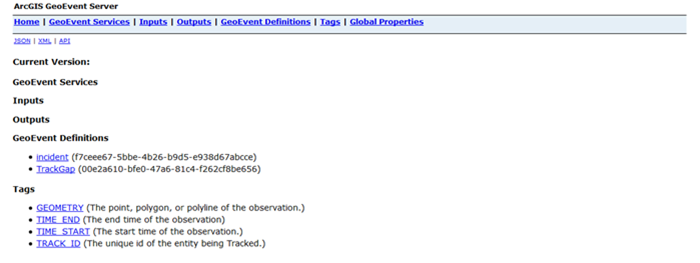 ArcGIS GeoEvent Server
Home | GeoEvent Services | Inputs | Outputs | GeoEvent Definitions | Tags | Global Properties
JSON | XML | API
Current Version:
GeoEvent Services
Inputs
Outputs
GeoEvent Definitions
• incident (f7ceee67-5bbe-4b26-b9d5-e938d67abcce)
• TrackGap (00e2a610-bfe0-47a6-81c4-f262cf8be656)
Tags
• GEOMETRY (The point, polygon, or polyline of the observation.)
• TIME_END (The end time of the observation)
• TIME_START (The start time of the observation.)
• TRACK_ID (The unique id of the entity being Tracked.)